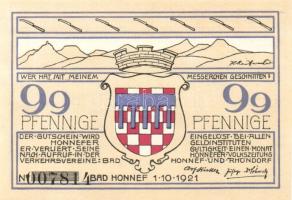 WER HAT MIT MEINEM MESSERCHEN GESCHNITTEN?
99 99
PFENNIGE PFENNIGE
DER GUTSCHEIN WIRD EINGELÖST BEI ALLEN
HONNEFER GELDINSTITUTEN
ER VERLIERT SEINE GÜLTIGKEIT EINEN MONAT
NACH AUFRUF IN DER HONNEFER VOLKSZEITUNG
VERKEHRSVEREINE: BAD HONNEF UND RHÖNDORF
No 007814 BAD HONNEF 1·10·1921